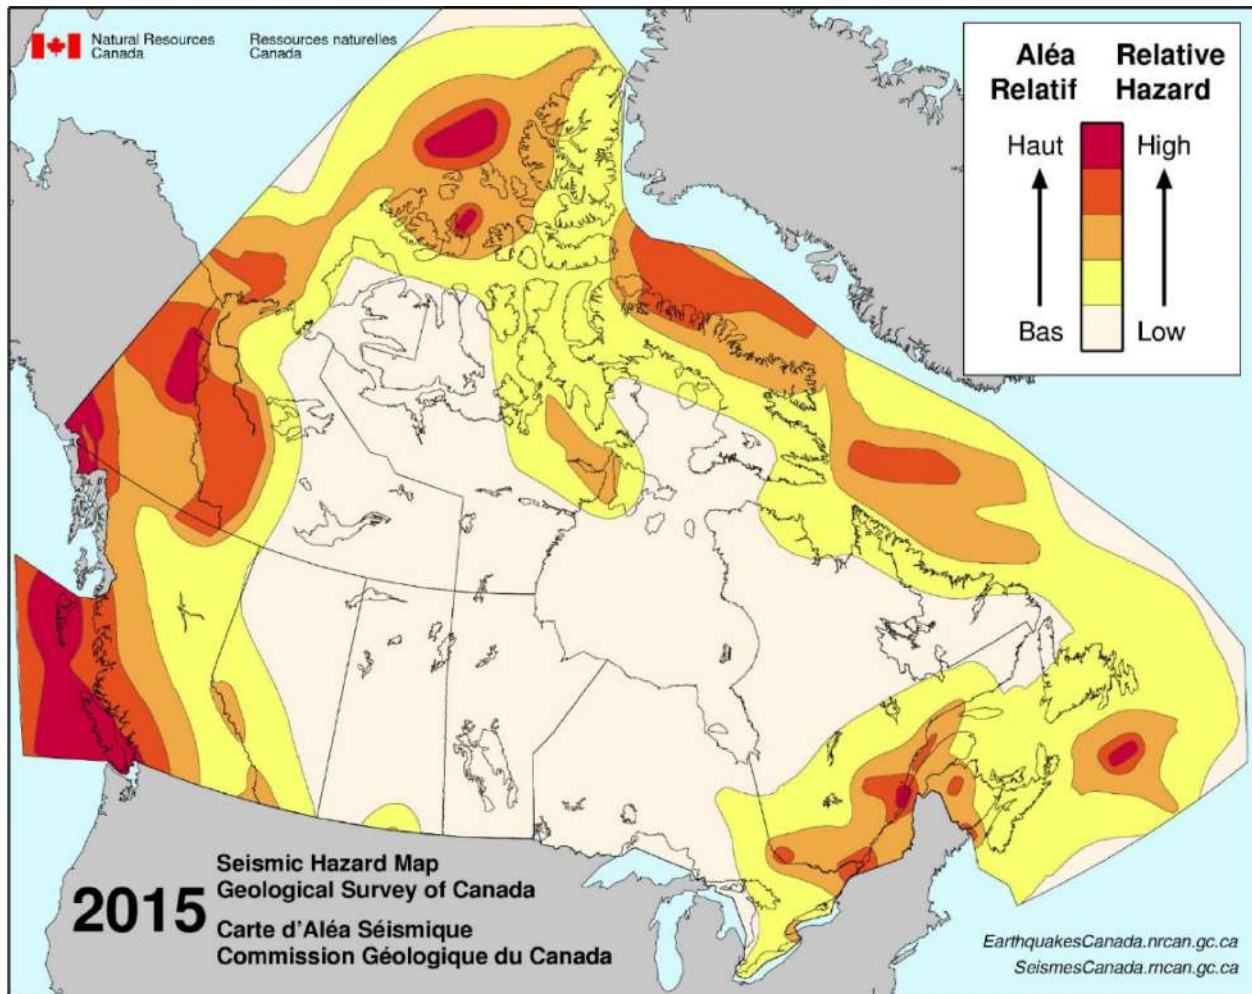 Natural Resources
Canada
Ressources naturelles
Canada
Aléa
Relatif
Relative
Hazard
Haut
High
Bas
Low
2015
Seismic Hazard Map
Geological Survey of Canada
Carte d'Aléa Séismique
Commission Géologique du Canada
EarthquakesCanada.nrcan.gc.ca
SeismesCanada.rncan.gc.ca